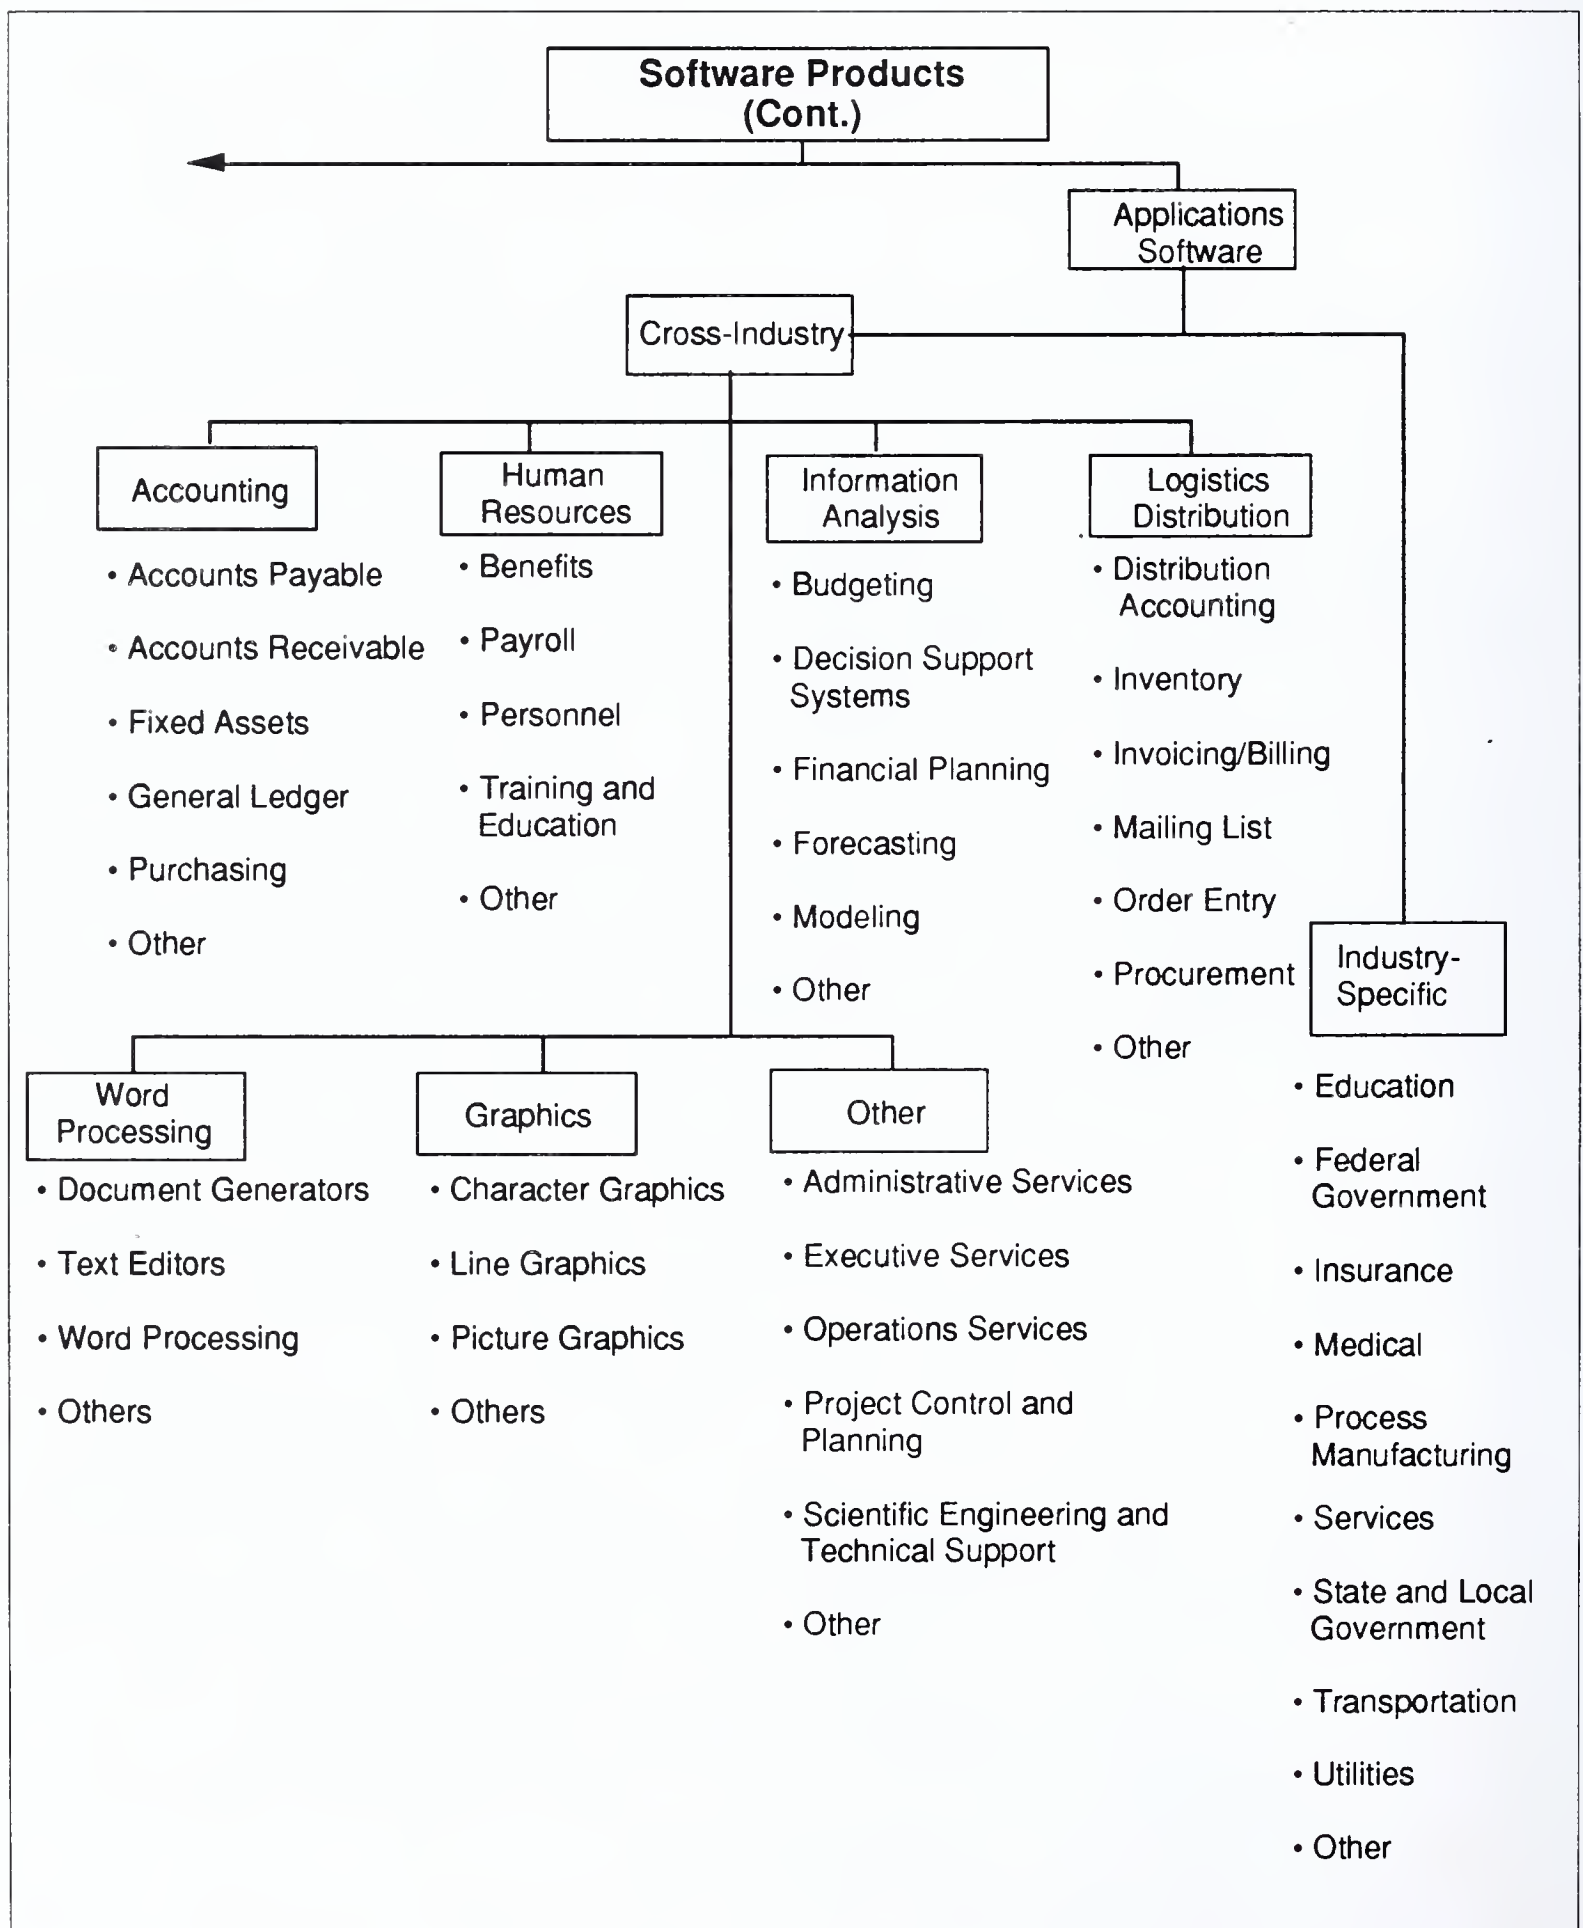 Software Products
(Cont.)
Applications
Software
Cross-Industry
Accounting
• Accounts Payable
• Accounts Receivable
• Fixed Assets
• General Ledger
• Purchasing
• Other
Human
Resources
• Benefits
• Payroll
• Personnel
• Training and
Education
• Other
Information
Analysis
• Budgeting
• Decision Support
Systems
• Financial Planning
• Forecasting
• Modeling
• Other
Logistics
Distribution
• Distribution
Accounting
• Inventory
• Invoicing/Billing
• Mailing List
• Order Entry
• Procurement
• Other
Word
Processing
• Document Generators
• Text Editors
• Word Processing
• Others
Graphics
• Character Graphics
• Line Graphics
• Picture Graphics
• Others
Other
• Administrative Services
• Executive Services
• Operations Services
• Project Control and
Planning
• Scientific Engineering and
Technical Support
• Other
Industry-
Specific
• Education
• Federal
Government
• Insurance
• Medical
• Process
Manufacturing
• Services
• State and Local
Government
• Transportation
• Utilities
• Other